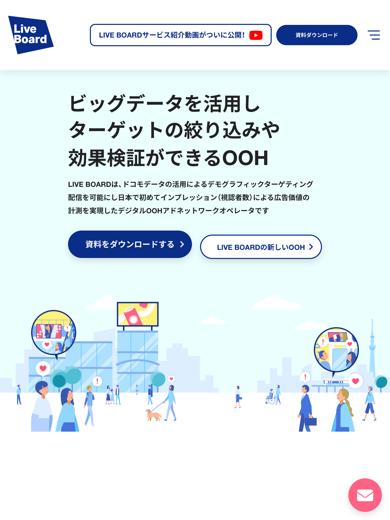 Live
Board
LIVE BOARDサービス紹介動画がついに公開！
資料ダウンロード
ビッグデータを活用し
ターゲットの絞り込みや
効果検証ができるOOH
LIVE BOARDは、ドコモデータの活用によるデモグラフィックターゲティング
配信を可能にし日本で初めてインプレッション（視認者数）による広告価値の
計測を実現したデジタルOOHアドネットワークオペレータです
資料をダウンロードする
LIVE BOARDの新しいOOH